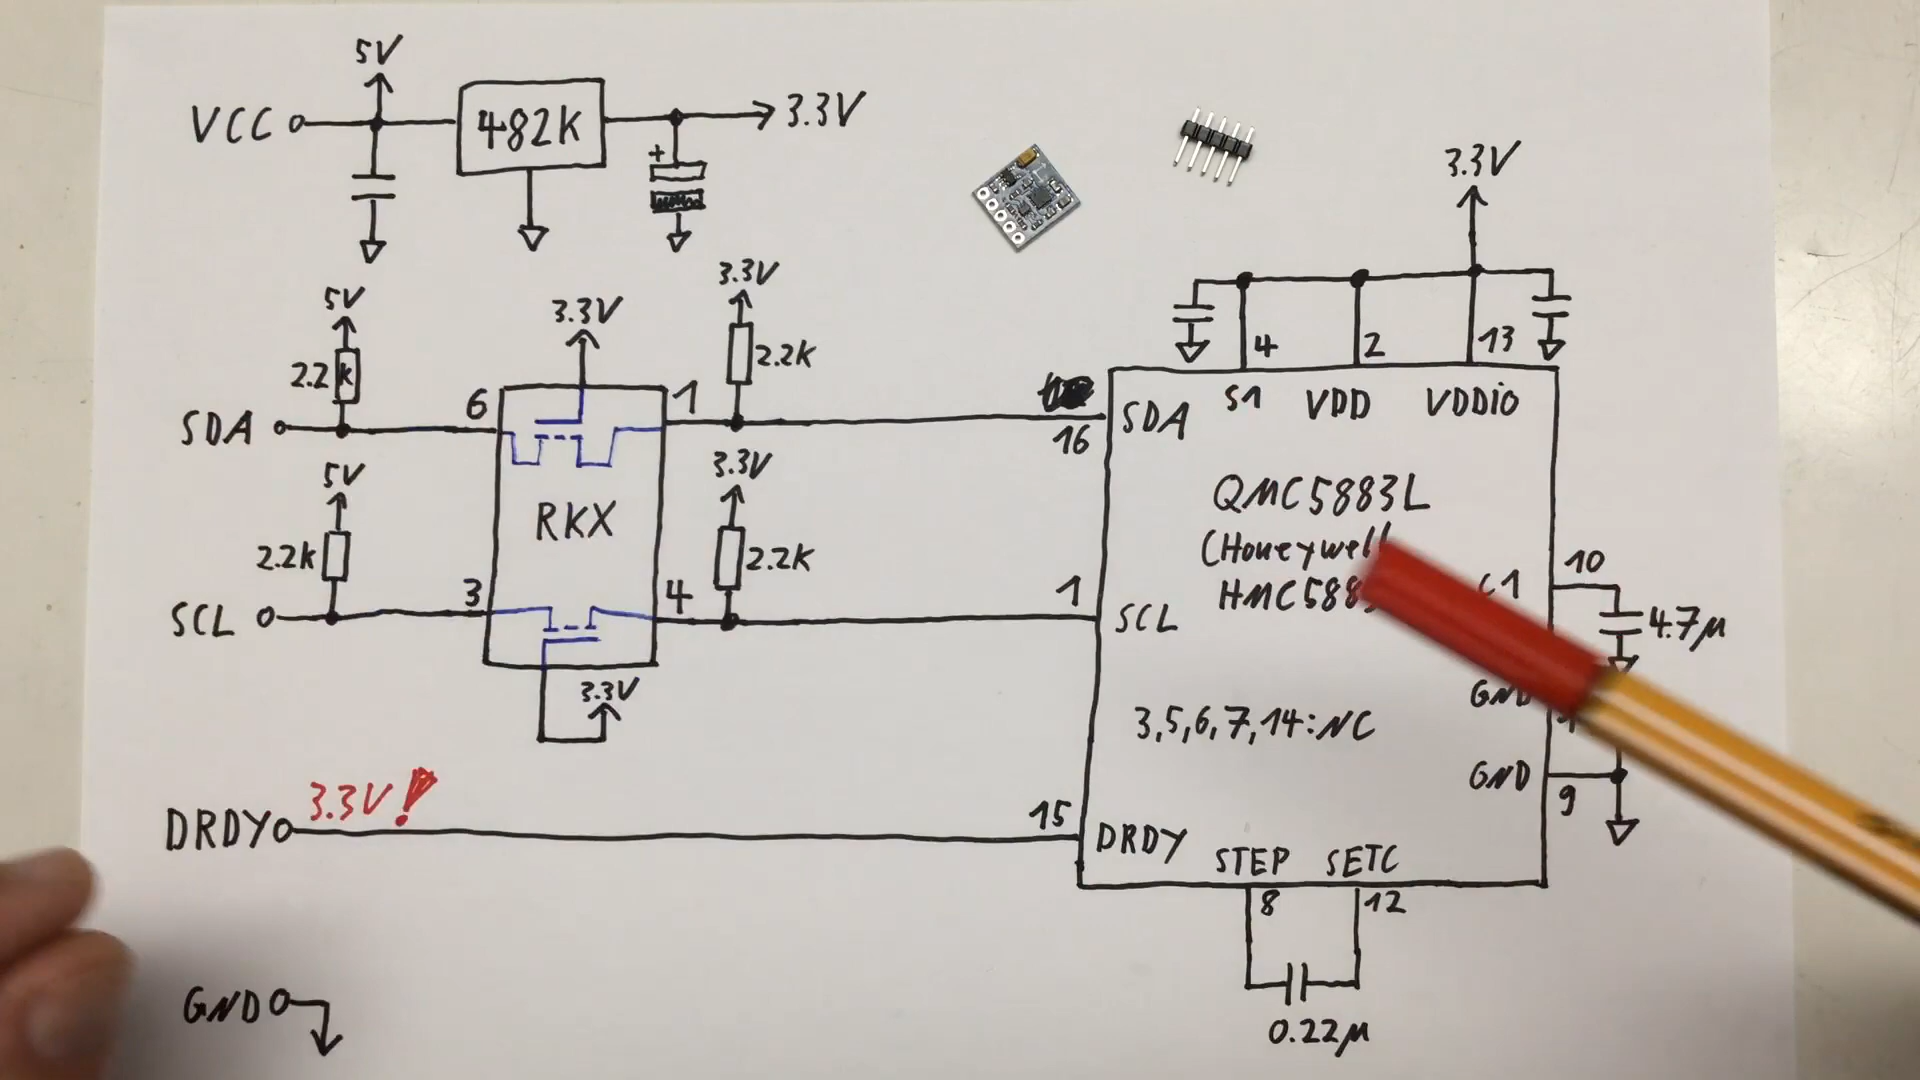 5V
VCC
482K
+
3.3V
3.3V
5V
2.2k
3.3V
3.3V
2.2K
SDA
6
1
16
SDA
4
2
13
S1
VDD
VDDiO
5V
2.2k
RKX
3.3V
2.2K
SCL
3
4
1
SCL
3.3V
QMC5883L
(Honeywell
10
4.7µ
3,5,6,7,14:NC
GND
GND
9
3.3V!
DRDY
15
DRDY
STEP
SETC
8
12
0.22µ
GND